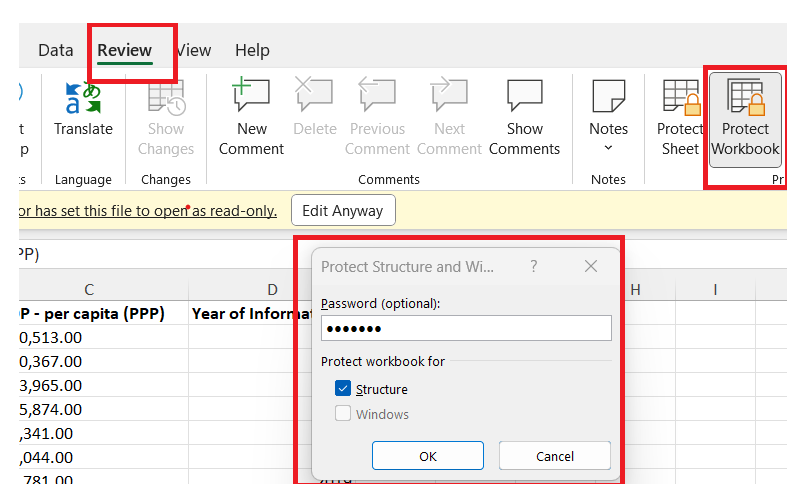 Data Review View Help
Translate
Show Changes
New Comment
Delete
Previous Comment
Next Comment
Show Comments
Notes
Protect Sheet
Protect Workbook
Language Changes Comments Notes Pr
or has set this file to open as read-only. Edit Anyway
PP)
C D H I
P - per capita (PPP) Year of Informat
0,513.00
0,367.00
3,965.00
5,874.00
,341.00
,044.00
,781.00
2019
Protect Structure and Wi... ?
Password (optional):
•••••••
Protect workbook for
Structure
Windows
OK Cancel